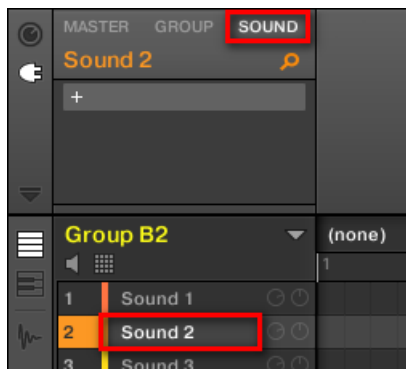 MASTER GROUP SOUND
Sound 2
+
Group B2 (none)
1
1 Sound 1
2 Sound 2
3 Sound 3